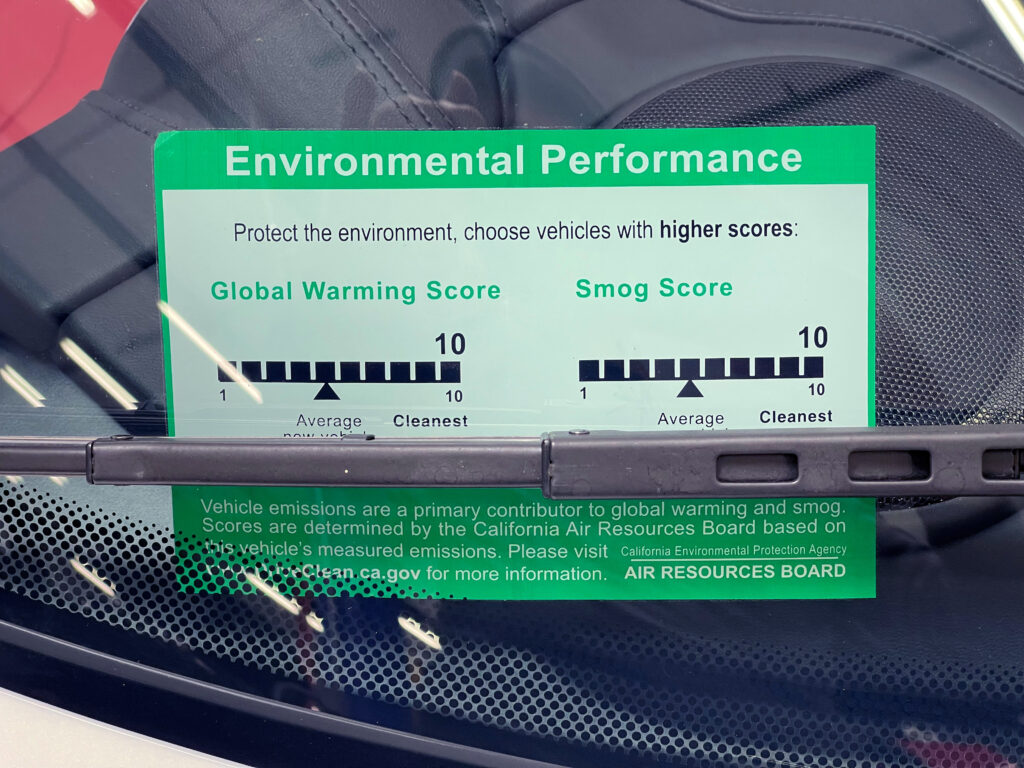 Environmental Performance
Protect the environment, choose vehicles with higher scores:
Global Warming Score
10
1 10
Average Cleanest
Smog Score
10
1 10
Average Cleanest
Vehicle emissions are a primary contributor to global warming and smog.
Scores are determined by the California Air Resources Board based on
this vehicle's measured emissions. Please visit
Clean.ca.gov for more information.
California Environmental Protection Agency
AIR RESOURCES BOARD